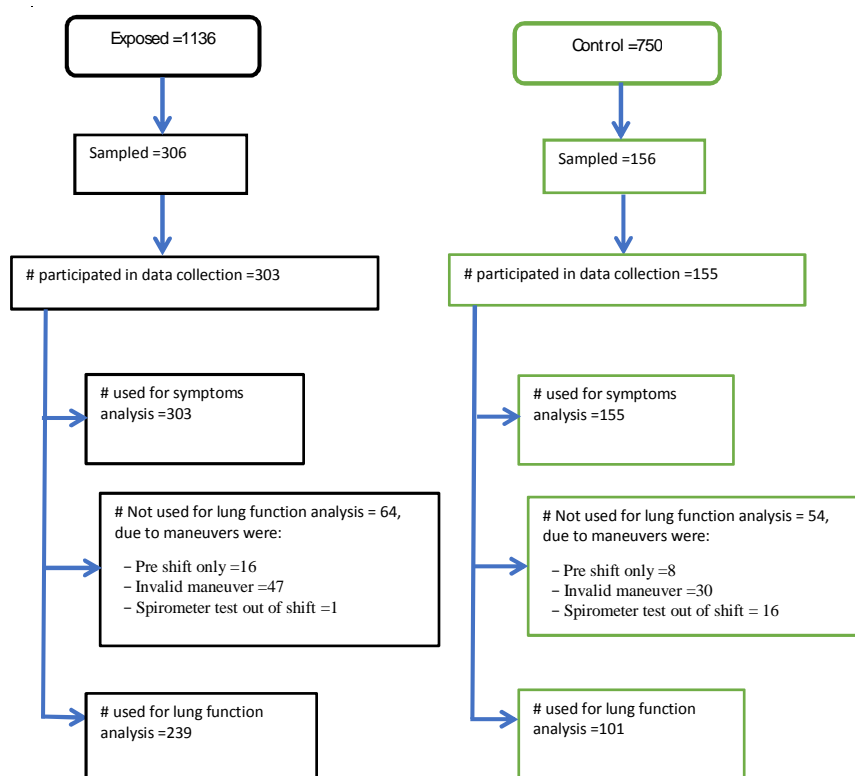 Exposed =1136
Sampled =306
# participated in data collection =303
# used for symptoms
analysis =303
# Not used for lung function analysis = 64,
due to maneuvers were:
− Pre shift only =16
− Invalid maneuver =47
− Spirometer test out of shift =1
# used for lung function
analysis =239
Control =750
Sampled =156
# participated in data collection =155
# used for symptoms
analysis =155
# Not used for lung function analysis = 54,
due to maneuvers were:
− Pre shift only =8
− Invalid maneuver =30
− Spirometer test out of shift = 16
# used for lung function
analysis =101